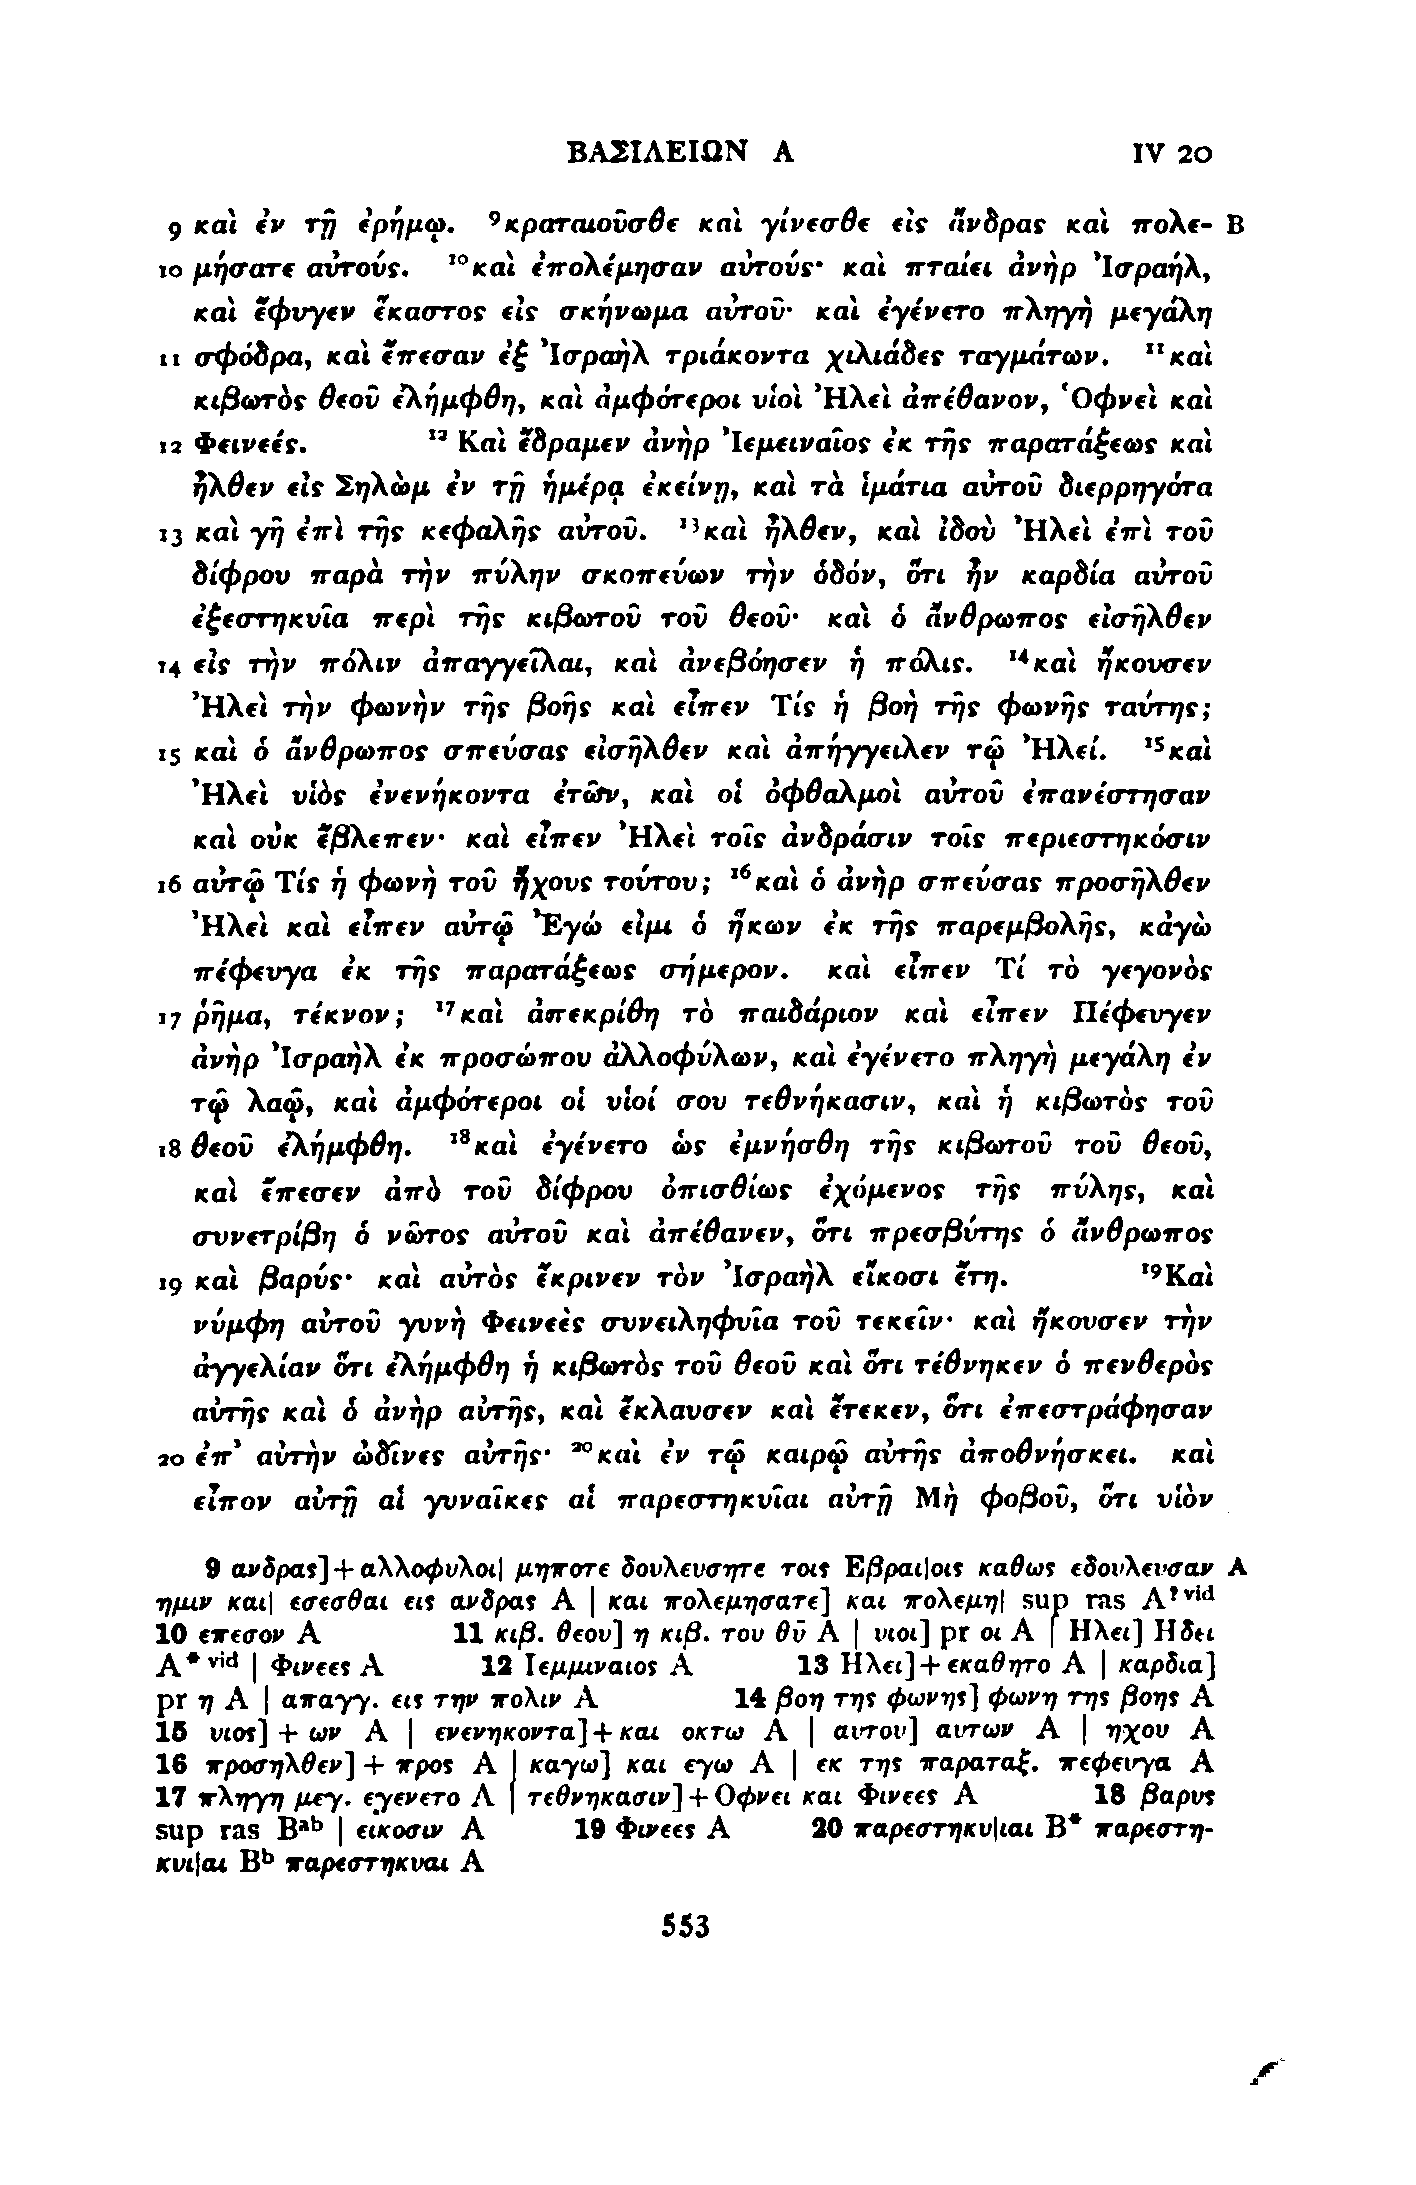 ΒΑΣΙΛΕΙΩΝ Α IV 20
9 καὶ ἐν τῇ ἐρήμῳ. ⁹κραταιοῦσθε καὶ γίνεσθε εἰς ἄνδρας καὶ πολε- B
10 μήσατε αὐτούς. ¹⁰καὶ ἐπολέμησαν αὐτούς· καὶ πταίει ἀνὴρ Ἰσραήλ,
καὶ ἔφυγεν ἕκαστος εἰς σκήνωμα αὐτοῦ· καὶ ἐγένετο πληγὴ μεγάλη
11 σφόδρα, καὶ ἔπεσαν ἐξ Ἰσραὴλ τριάκοντα χιλιάδες ταγμάτων. ¹¹καὶ
κιβωτὸς θεοῦ ἐλήμφθη, καὶ ἀμφότεροι υἱοὶ Ἠλεὶ ἀπέθανον, Ὀφνεὶ καὶ
12 Φεινεές. ¹²Καὶ ἔδραμεν ἀνὴρ Ἰεμειναῖος ἐκ τῆς παρατάξεως καὶ
ἦλθεν εἰς Σηλὼμ ἐν τῇ ἡμέρᾳ ἐκείνῃ, καὶ τὰ ἱμάτια αὐτοῦ διερρηγότα
13 καὶ γῆ ἐπὶ τῆς κεφαλῆς αὐτοῦ. ¹³καὶ ἦλθεν, καὶ ἰδοὺ Ἠλεὶ ἐπὶ τοῦ
δίφρου παρὰ τὴν πύλην σκοπεύων τὴν ὁδόν, ὅτι ἦν καρδία αὐτοῦ
ἐξεστηκυῖα περὶ τῆς κιβωτοῦ τοῦ θεοῦ· καὶ ὁ ἄνθρωπος εἰσῆλθεν
14 εἰς τὴν πόλιν ἀπαγγεῖλαι, καὶ ἀνεβόησεν ἡ πόλις. ¹⁴καὶ ἤκουσεν
Ἠλεὶ τὴν φωνὴν τῆς βοῆς καὶ εἶπεν Τίς ἡ βοὴ τῆς φωνῆς ταύτης;
15 καὶ ὁ ἄνθρωπος σπεύσας εἰσῆλθεν καὶ ἀπήγγειλεν τῷ Ἠλεί. ¹⁵καὶ
Ἠλεὶ υἱὸς ἐνενήκοντα ἐτῶν, καὶ οἱ ὀφθαλμοὶ αὐτοῦ ἐπανέστησαν
καὶ οὐκ ἔβλεπεν· καὶ εἶπεν Ἠλεὶ τοῖς ἀνδράσιν τοῖς περιεστηκόσιν
16 αὐτῷ Τίς ἡ φωνὴ τοῦ ἤχους τούτου; ¹⁶καὶ ὁ ἀνὴρ σπεύσας προσῆλθεν
Ἠλεὶ καὶ εἶπεν αὐτῷ Ἐγώ εἰμι ὁ ἥκων ἐκ τῆς παρεμβολῆς, κἀγὼ
πέφευγα ἐκ τῆς παρατάξεως σήμερον. καὶ εἶπεν Τί τὸ γεγονὸς
17 ῥῆμα, τέκνον; ¹⁷καὶ ἀπεκρίθη τὸ παιδάριον καὶ εἶπεν Πέφευγεν
ἀνὴρ Ἰσραὴλ ἐκ προσώπου ἀλλοφύλων, καὶ ἐγένετο πληγὴ μεγάλη ἐν
τῷ λαῷ, καὶ ἀμφότεροι οἱ υἱοί σου τεθνήκασιν, καὶ ἡ κιβωτὸς τοῦ
18 θεοῦ ἐλήμφθη. ¹⁸καὶ ἐγένετο ὡς ἐμνήσθη τῆς κιβωτοῦ τοῦ θεοῦ,
καὶ ἔπεσεν ἀπὸ τοῦ δίφρου ὀπισθίως ἐχόμενος τῆς πύλης, καὶ
συνετρίβη ὁ νῶτος αὐτοῦ καὶ ἀπέθανεν, ὅτι πρεσβύτης ὁ ἄνθρωπος
19 καὶ βαρύς· καὶ αὐτὸς ἔκρινεν τὸν Ἰσραὴλ εἴκοσι ἔτη. ¹⁹Καὶ
νύμφη αὐτοῦ γυνὴ Φεινεὲς συνειληφυῖα τοῦ τεκεῖν· καὶ ἤκουσεν τὴν
ἀγγελίαν ὅτι ἐλήμφθη ἡ κιβωτὸς τοῦ θεοῦ καὶ ὅτι τέθνηκεν ὁ πενθερὸς
αὐτῆς καὶ ὁ ἀνὴρ αὐτῆς, καὶ ἔκλαυσεν καὶ ἔτεκεν, ὅτι ἐπεστράφησαν
20 ἐπ’ αὐτὴν ὠδῖνες αὐτῆς· ²⁰καὶ ἐν τῷ καιρῷ αὐτῆς ἀποθνήσκει. καὶ
εἶπον αὐτῇ αἱ γυναῖκες αἱ παρεστηκυῖαι αὐτῇ Μὴ φοβοῦ, ὅτι υἱὸν
9 ανδρας]+αλλοφυλοι| μηποτε δουλευσητε τοις Εβραι|οις καθως εδουλευσαν A
ημιν και| εσεσθαι εις ανδρας A | και πολεμησατε] και πολεμη| sup ras A? vid
10 επεσον A 11 κιβ. θεου] η κιβ. του θῡ A | υιοι] pr οι A | Ηλει] Ηδει
A* vid | Φινεες A 12 Ιεμμιναιος A 13 Ηλει]+εκαθητο A | καρδια]
pr η A | απαγγ. εις την πολιν A 14 βοη της φωνης] φωνη της βοης A
15 υιος] + ων A | ενενηκοντα]+και οκτω A | αυτου] αυτων A | ηχου A
16 προσηλθεν] + προς A | καγω] και εγω A | εκ της παραταξ. πεφευγα A
17 πληγη μεγ. εγενετο A | τεθνηκασιν]+Οφνει και Φινεες A 18 βαρυς
sup ras Bab | εικοσιν A 19 Φινεες A 20 παρεστηκυ|ιαι B* παρεστη-
κυι|αι Bb παρεστηκυαι A
553